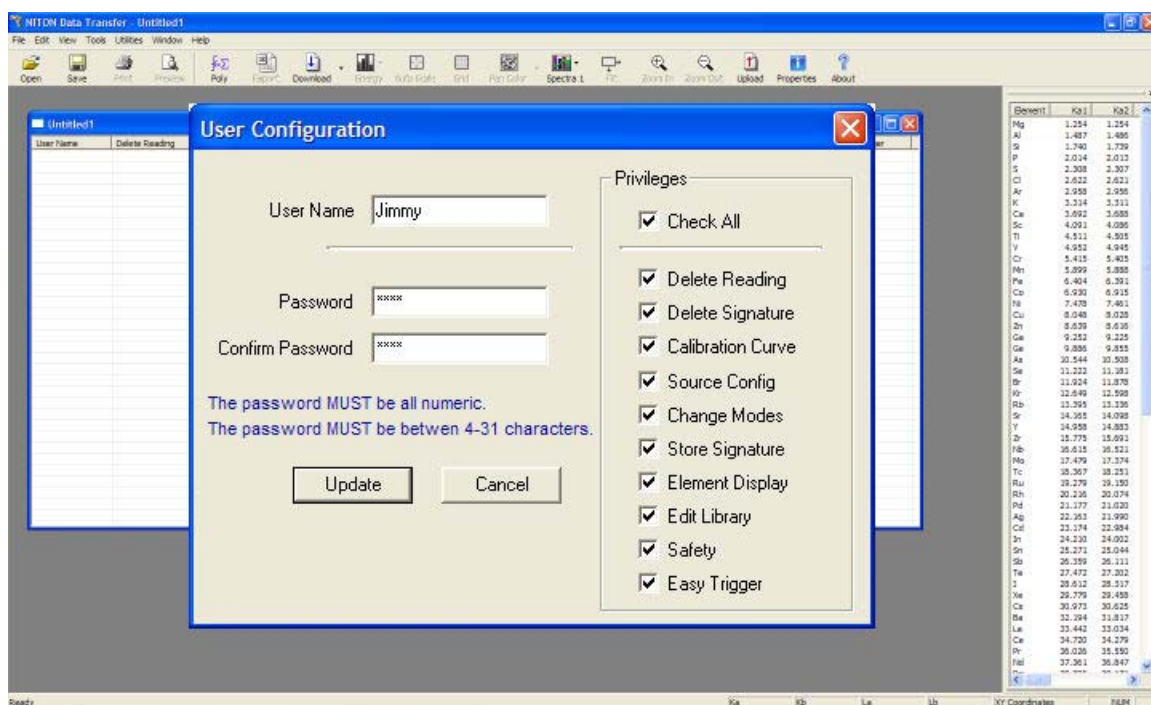 NITON Data Transfer - Untitled1
File Edit View Tools Utilities Window Help
Open Save Print Preview Poly Export Download Energy Auto Scale Grid Pen Color Spectra 1 Fit Zoom In Zoom Out Upload Properties About
Untitled1
User Name Delete Reading
User Configuration
User Name Jimmy
Password ****
Confirm Password ****
The password MUST be all numeric.
The password MUST be betwen 4-31 characters.
Update Cancel
Privileges
Check All
Delete Reading
Delete Signature
Calibration Curve
Source Config
Change Modes
Store Signature
Element Display
Edit Library
Safety
Easy Trigger
Element Ka1 Ka2
Mg 1.254 1.254
Al 1.487 1.486
Si 1.740 1.739
P 2.014 2.013
S 2.308 2.307
Cl 2.622 2.621
Ar 2.958 2.956
K 3.314 3.311
Ca 3.692 3.688
Sc 4.091 4.086
Ti 4.511 4.505
V 4.952 4.945
Cr 5.415 5.405
Mn 5.899 5.888
Fe 6.404 6.391
Co 6.930 6.915
Ni 7.478 7.461
Cu 8.048 8.028
Zn 8.639 8.616
Ga 9.252 9.225
Ge 9.886 9.855
As 10.544 10.508
Se 11.222 11.181
Br 11.924 11.878
Kr 12.649 12.598
Rb 13.395 13.336
Sr 14.165 14.098
Y 14.958 14.883
Zr 15.775 15.691
Nb 16.615 16.521
Mo 17.479 17.374
Tc 18.367 18.251
Ru 19.279 19.150
Rh 20.216 20.074
Pd 21.177 21.020
Ag 22.163 21.990
Cd 23.174 22.984
In 24.210 24.002
Sn 25.271 25.044
Sb 26.359 26.111
Te 27.472 27.202
I 28.612 28.317
Xe 29.779 29.458
Cs 30.973 30.625
Ba 32.194 31.817
La 33.442 33.034
Ce 34.720 34.279
Pr 36.026 35.550
Nd 37.361 36.847
Ready Ka Kb La Lb XY Coordinates NUM